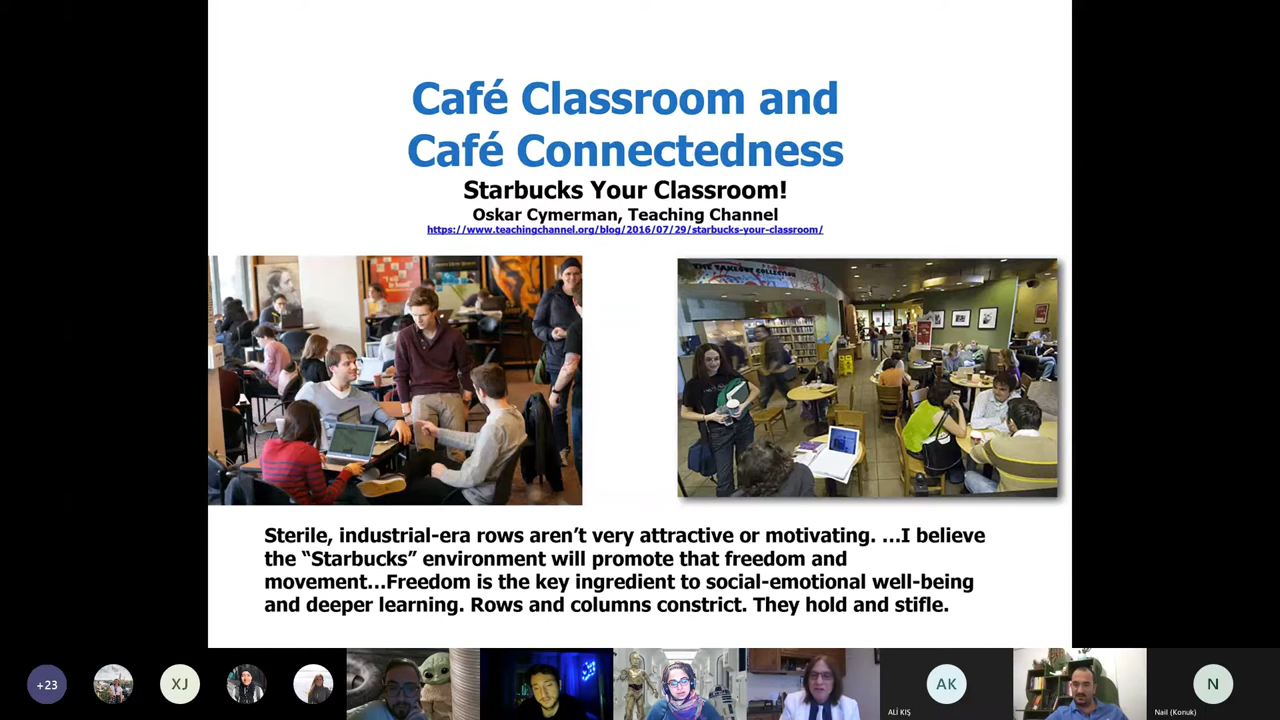 Café Classroom and
Café Connectedness
Starbucks Your Classroom!
Oskar Cymerman, Teaching Channel
https://www.teachingchannel.org/blog/2016/07/29/starbucks-your-classroom/
THE TAKEOUT COLLECTION
Sterile, industrial-era rows aren’t very attractive or motivating. …I believe
the “Starbucks” environment will promote that freedom and
movement…Freedom is the key ingredient to social-emotional well-being
and deeper learning. Rows and columns constrict. They hold and stifle.
+23
XJ
AK
N
ALİ KIŞ
Nail (Konuk)